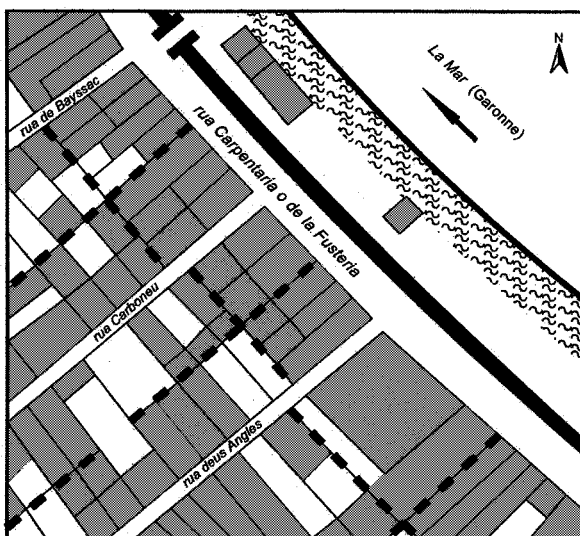 N
La Mar (Garonne)
rua de Bayssac
rua Carpentaria o de la Fusteria
rua Carboneu
rua deus Angles